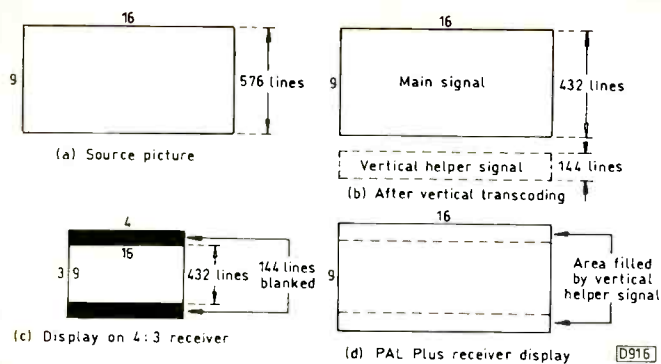 16
9
576 lines
(a) Source picture
16
9
Main signal
432 lines
Vertical helper signal
144 lines
(b) After vertical transcoding
4
16
3
9
432 lines
144 lines
blanked
(c) Display on 4:3 receiver
16
9
Area filled
by vertical
helper signal
(d) PAL Plus receiver display
D916